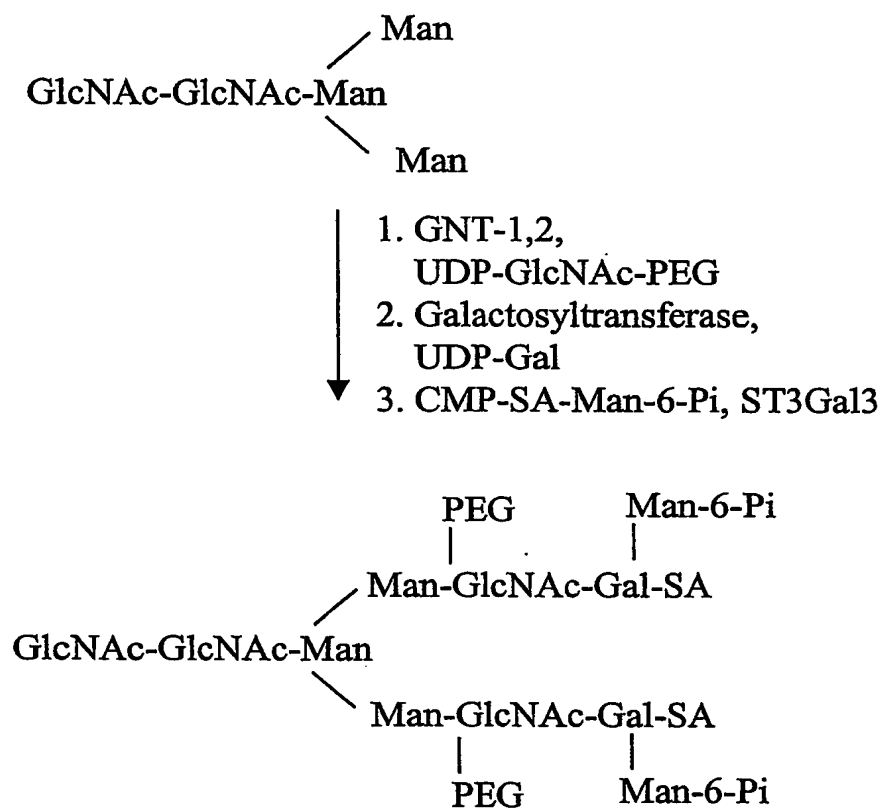 Man
GlcNAc-GlcNAc-Man
Man
1. GNT-1,2,
UDP-GlcNAc-PEG
2. Galactosyltransferase,
UDP-Gal
3. CMP-SA-Man-6-Pi, ST3Gal3
PEG Man-6-Pi
Man-GlcNAc-Gal-SA
GlcNAc-GlcNAc-Man
Man-GlcNAc-Gal-SA
PEG Man-6-Pi